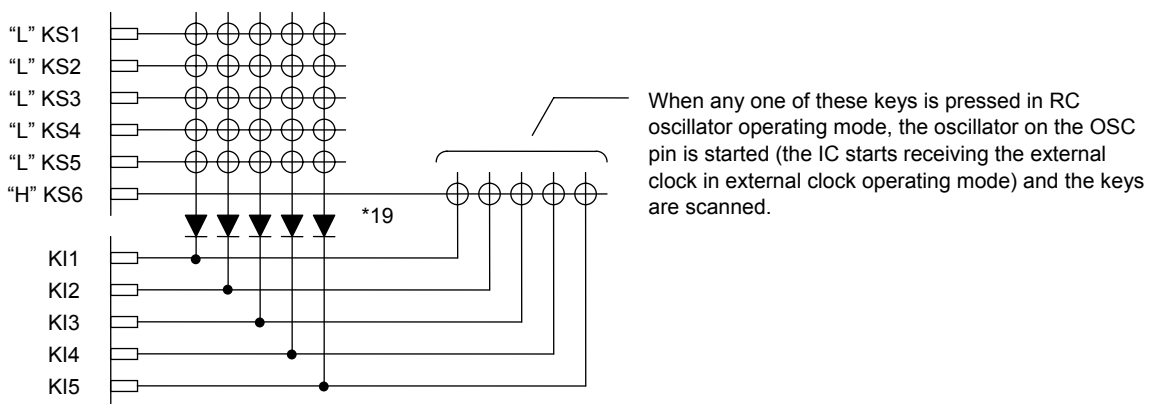 “L” KS1
“L” KS2
“L” KS3
“L” KS4
“L” KS5
“H” KS6
*19
KI1
KI2
KI3
KI4
KI5
When any one of these keys is pressed in RC
oscillator operating mode, the oscillator on the OSC
pin is started (the IC starts receiving the external
clock in external clock operating mode) and the keys
are scanned.